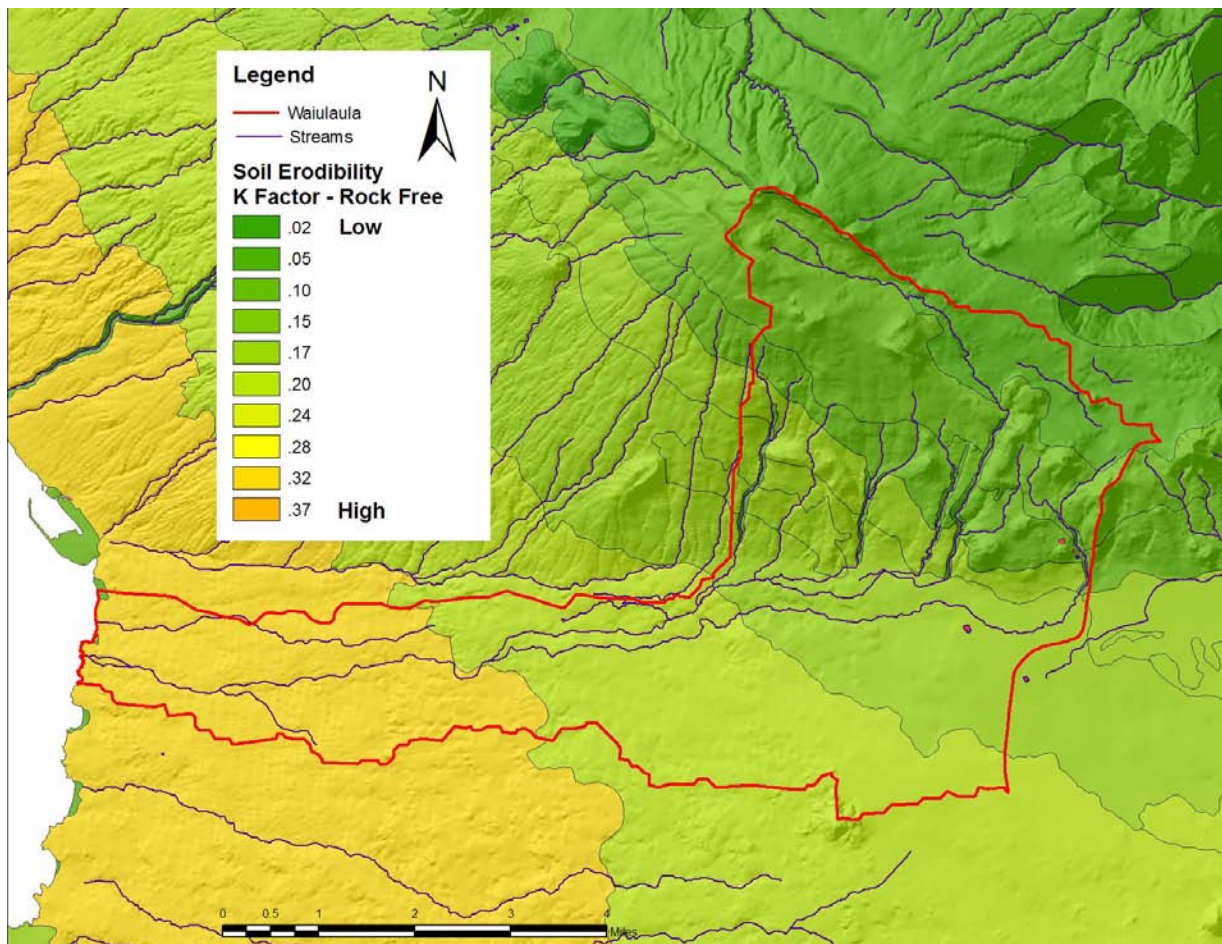 Legend
N
Waiulaula
Streams
Soil Erodibility
K Factor - Rock Free
.02 Low
.05
.10
.15
.17
.20
.24
.28
.32
.37 High
0 0.5 1 2 3 4
Miles